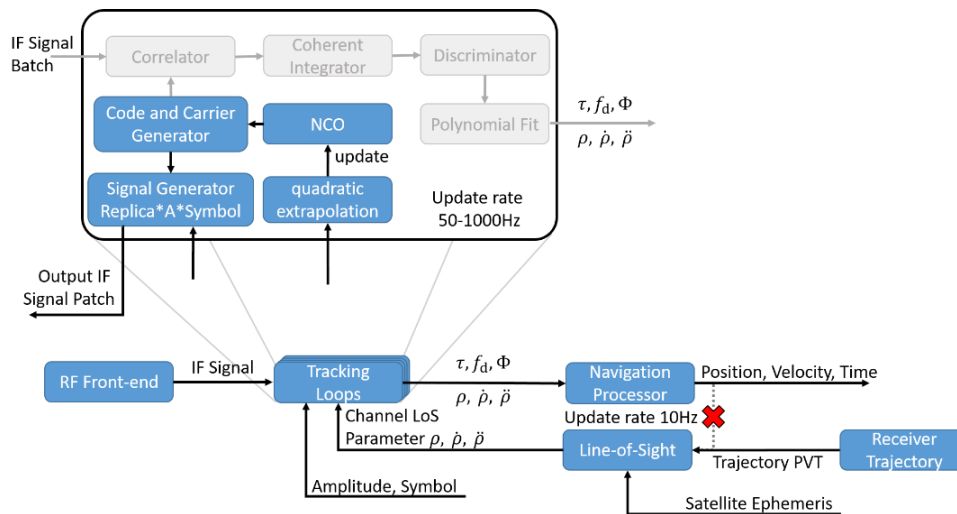 IF Signal
Batch
Correlator
Coherent
Integrator
Discriminator
Code and Carrier
Generator
NCO
Polynomial Fit
τ, f_d, Φ
ρ, ρ̇, ρ̈
update
Signal Generator
Replica*A*Symbol
quadratic
extrapolation
Update rate
50-1000Hz
Output IF
Signal Patch
RF Front-end
IF Signal
Tracking
Loops
τ, f_d, Φ
ρ, ρ̇, ρ̈
Navigation
Processor
Position, Velocity, Time
Update rate 10Hz
Channel LoS
Parameter ρ, ρ̇, ρ̈
Line-of-Sight
Trajectory PVT
Receiver
Trajectory
Amplitude, Symbol
Satellite Ephemeris